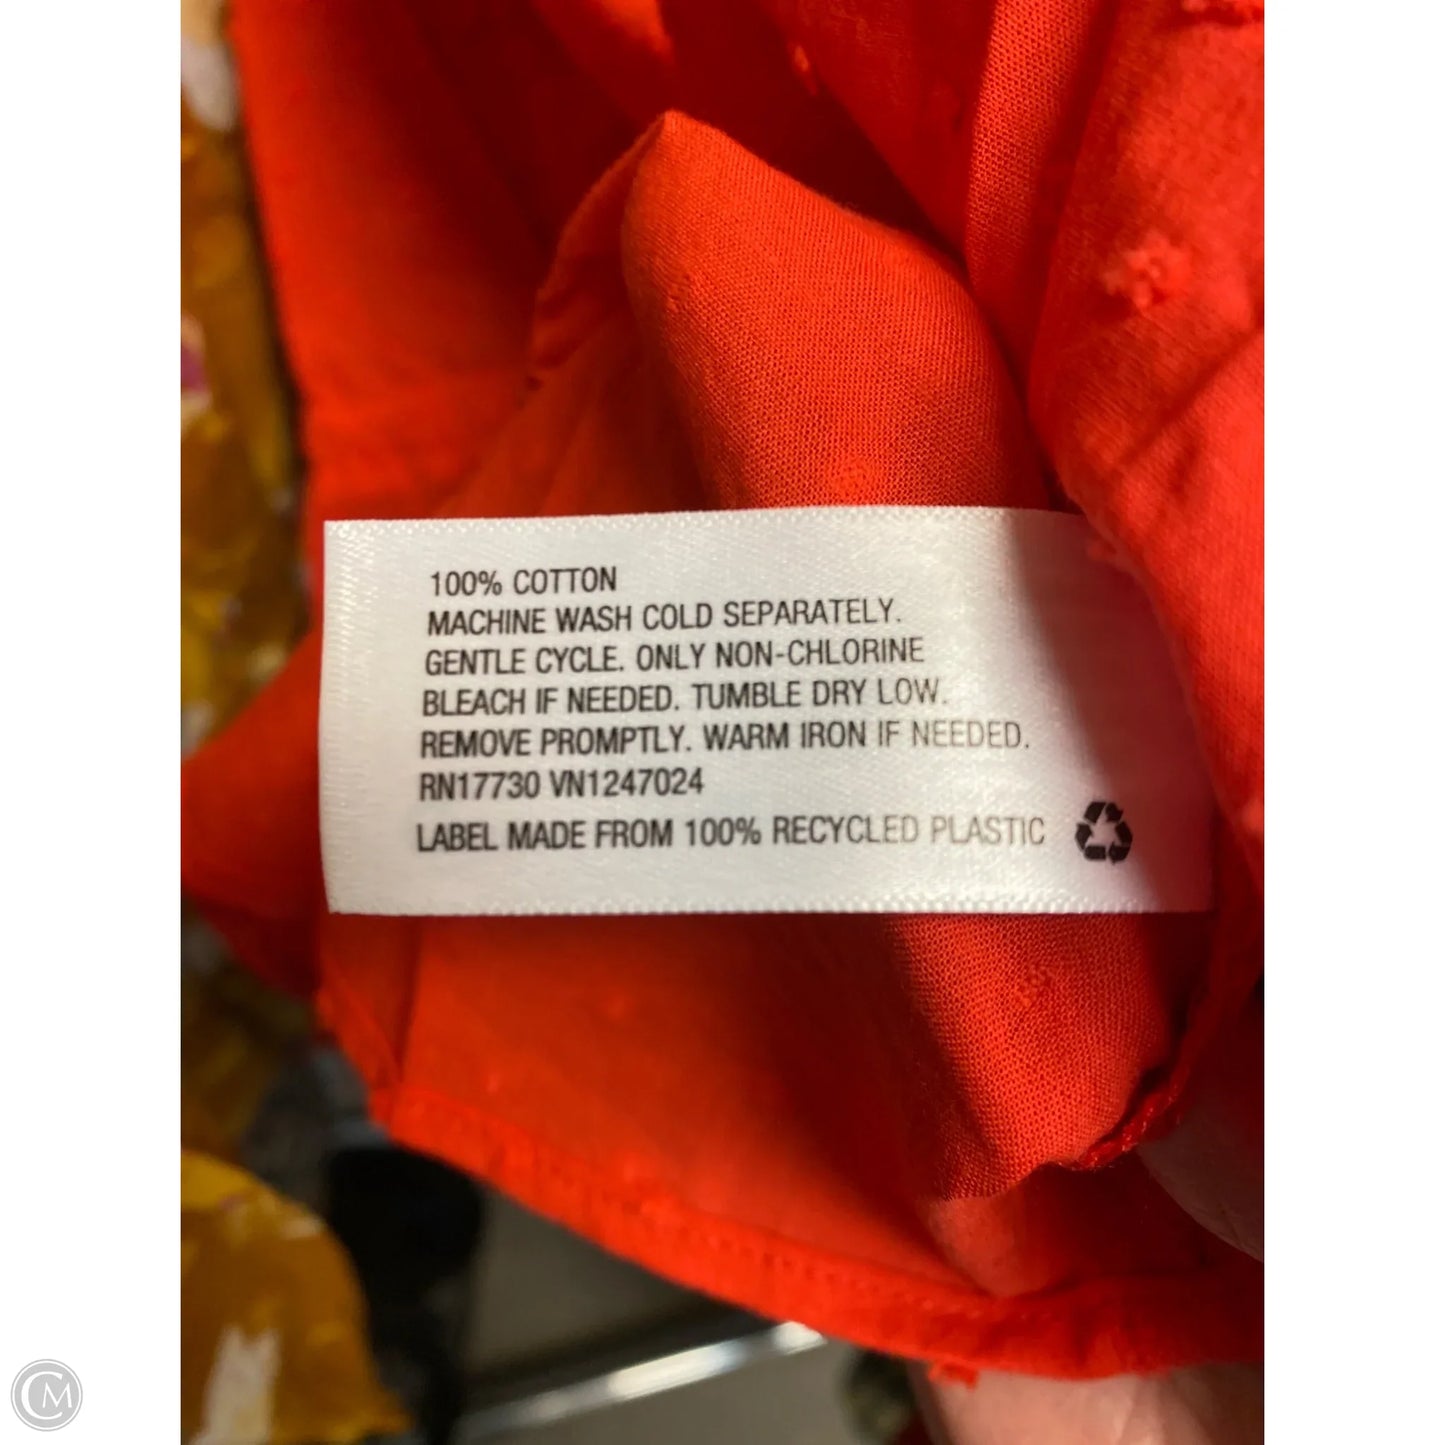 100% COTTON
MACHINE WASH COLD SEPARATELY.
GENTLE CYCLE. ONLY NON-CHLORINE
BLEACH IF NEEDED. TUMBLE DRY LOW.
REMOVE PROMPTLY. WARM IRON IF NEEDED.
RN17730 VN1247024
LABEL MADE FROM 100% RECYCLED PLASTIC
CM